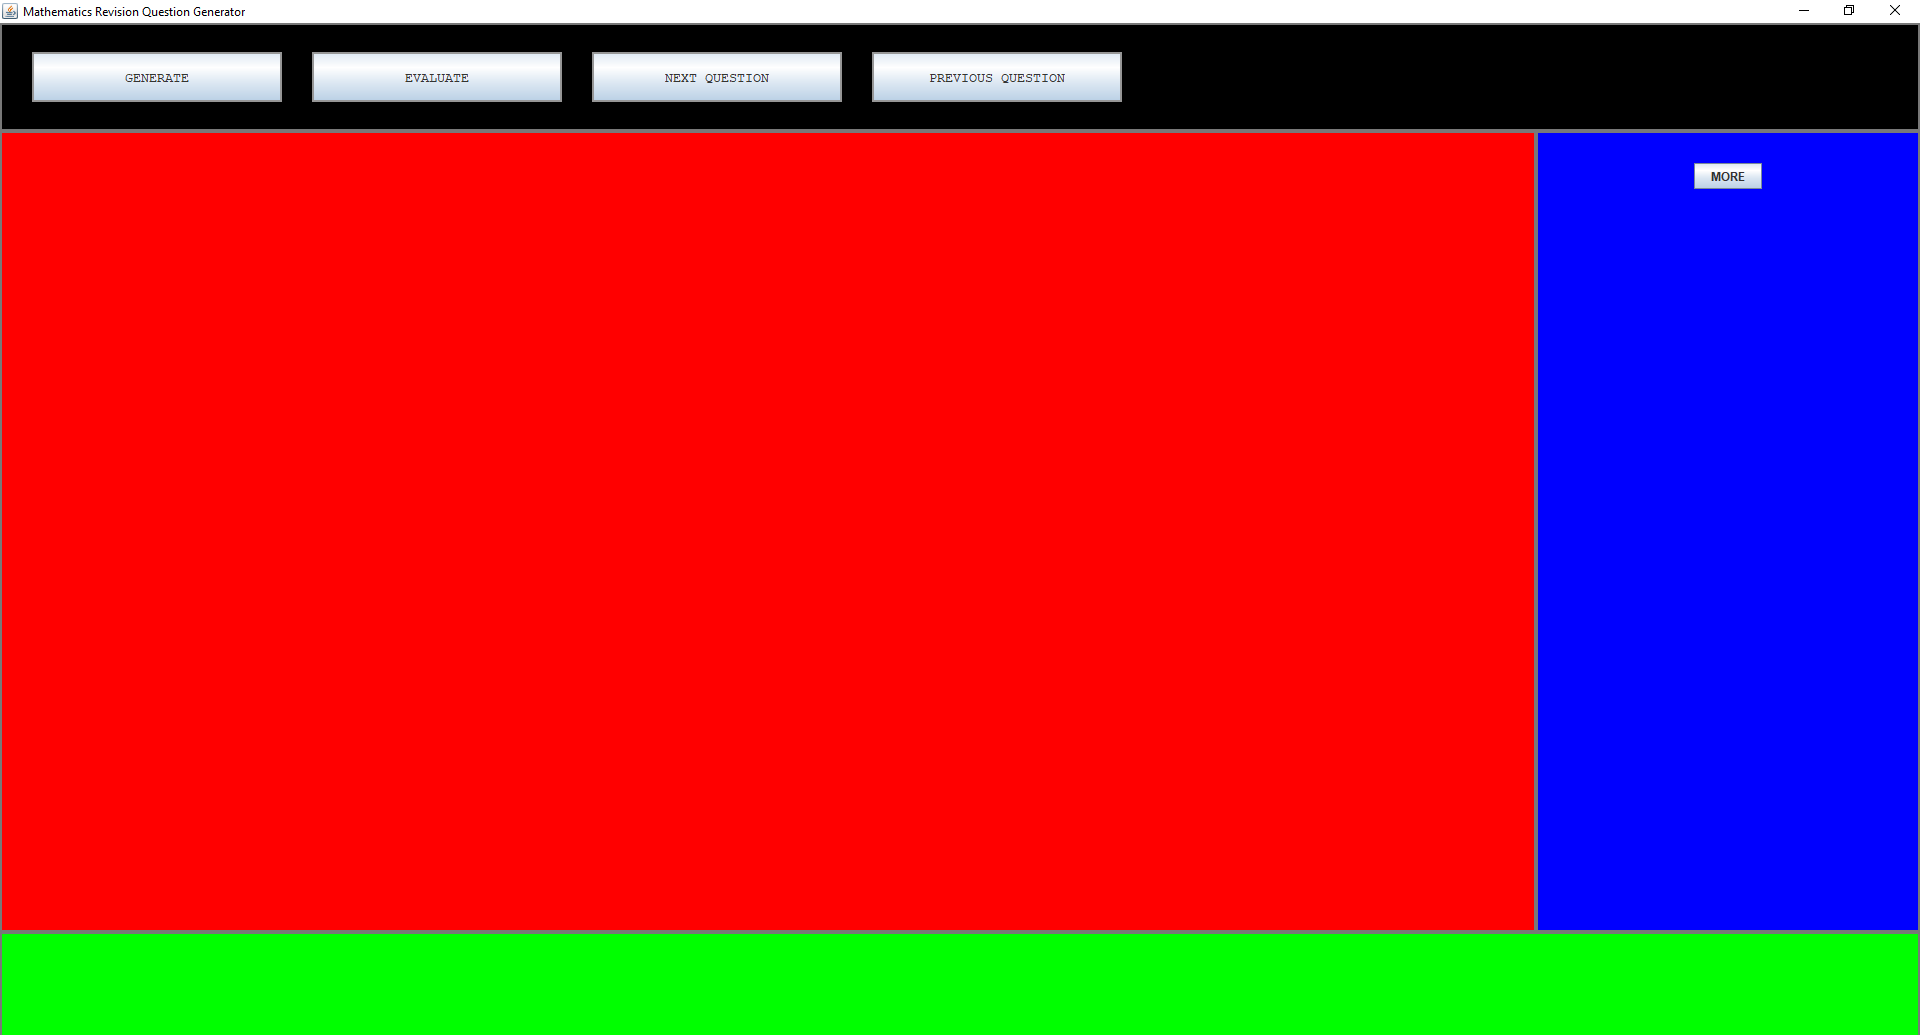 Mathematics Revision Question Generator
GENERATE
EVALUATE
NEXT QUESTION
PREVIOUS QUESTION
MORE